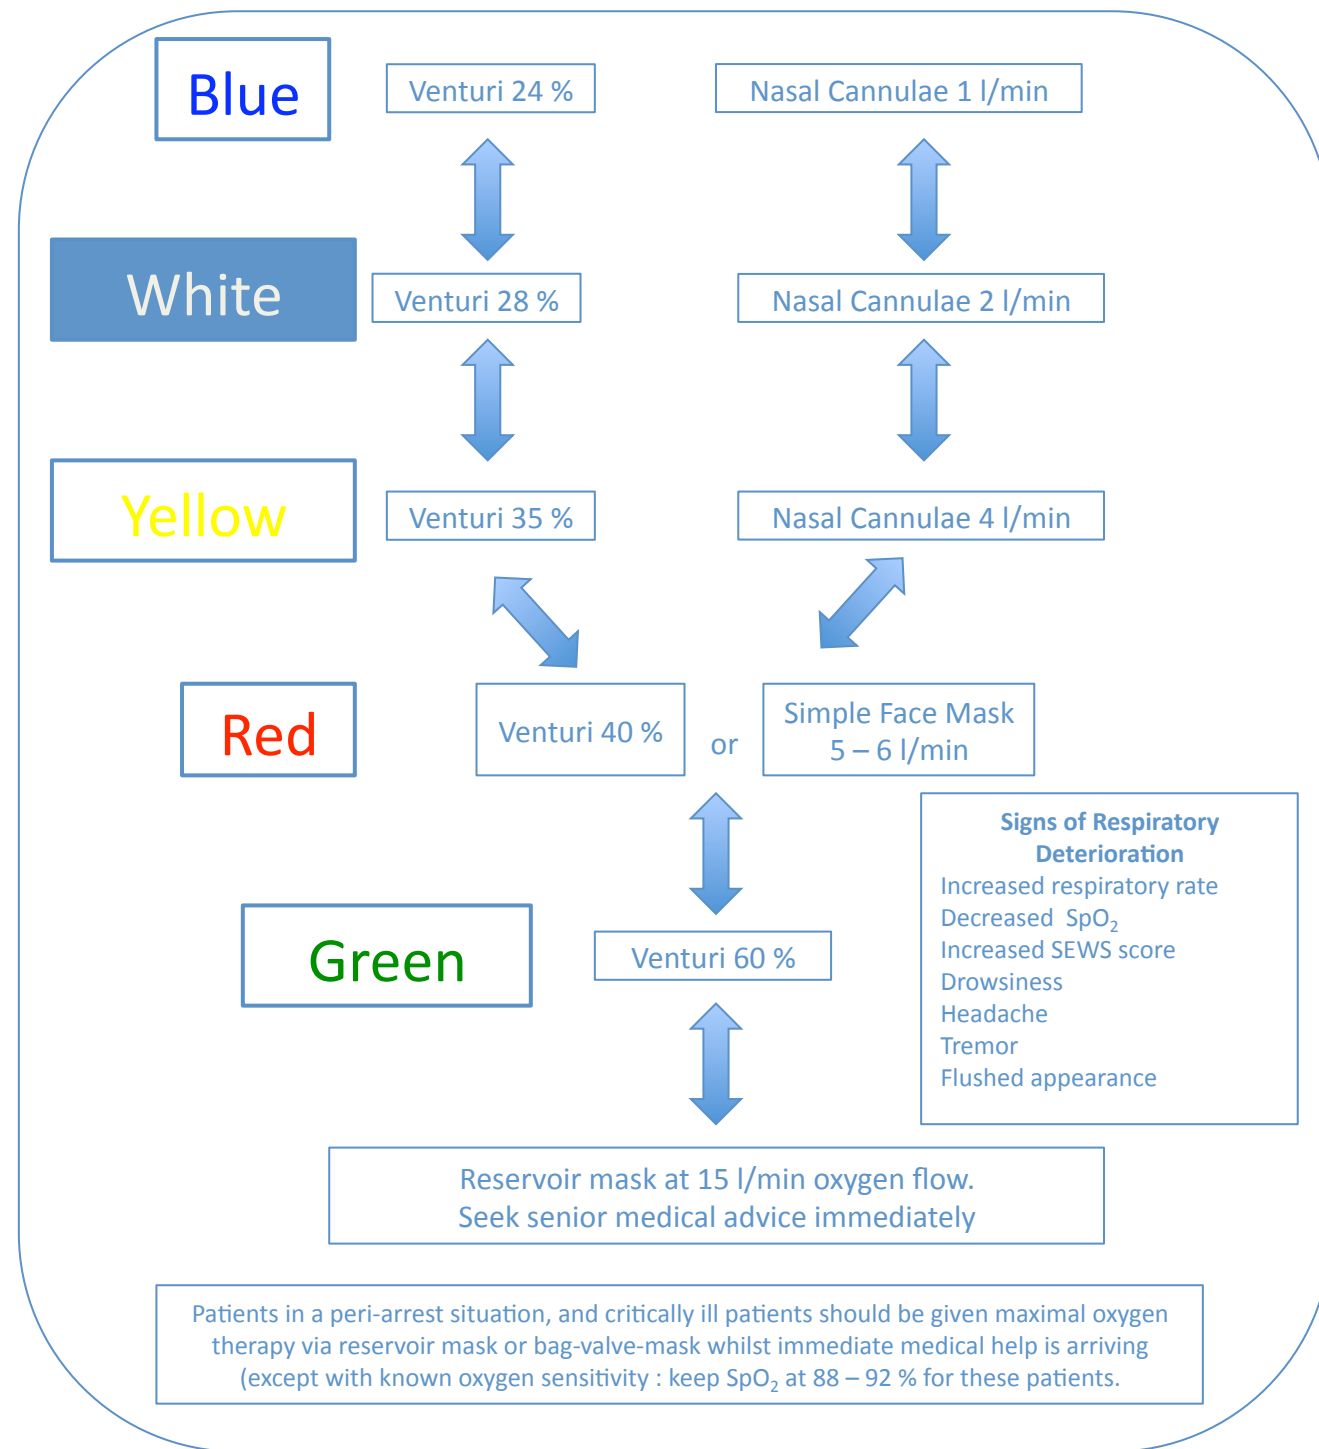 Blue
Venturi 24 %
Nasal Cannulae 1 l/min
White
Venturi 28 %
Nasal Cannulae 2 l/min
Yellow
Venturi 35 %
Nasal Cannulae 4 l/min
Red
Venturi 40 %
or
Simple Face Mask
5 – 6 l/min
Signs of Respiratory
Deterioration
Increased respiratory rate
Decreased SpO₂
Increased SEWS score
Drowsiness
Headache
Tremor
Flushed appearance
Green
Venturi 60 %
Reservoir mask at 15 l/min oxygen flow.
Seek senior medical advice immediately
Patients in a peri-arrest situation, and critically ill patients should be given maximal oxygen
therapy via reservoir mask or bag-valve-mask whilst immediate medical help is arriving
(except with known oxygen sensitivity : keep SpO₂ at 88 – 92 % for these patients.